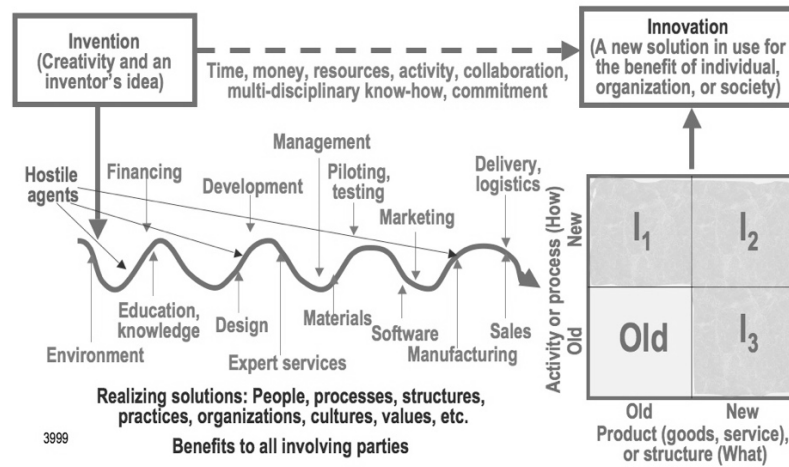 Invention
(Creativity and an
inventor's idea)
Time, money, resources, activity, collaboration,
multi-disciplinary know-how, commitment
Innovation
(A new solution in use for
the benefit of individual,
organization, or society)
Hostile
agents
Financing
Development
Management
Piloting,
testing
Marketing
Delivery,
logistics
Environment
Education,
knowledge
Design
Expert services
Materials
Software
Manufacturing
Sales
Realizing solutions: People, processes, structures,
practices, organizations, cultures, values, etc.
Benefits to all involving parties
3999
Activity or process (How)
New
Old
I1
I2
Old
I3
Old
New
Product (goods, service),
or structure (What)